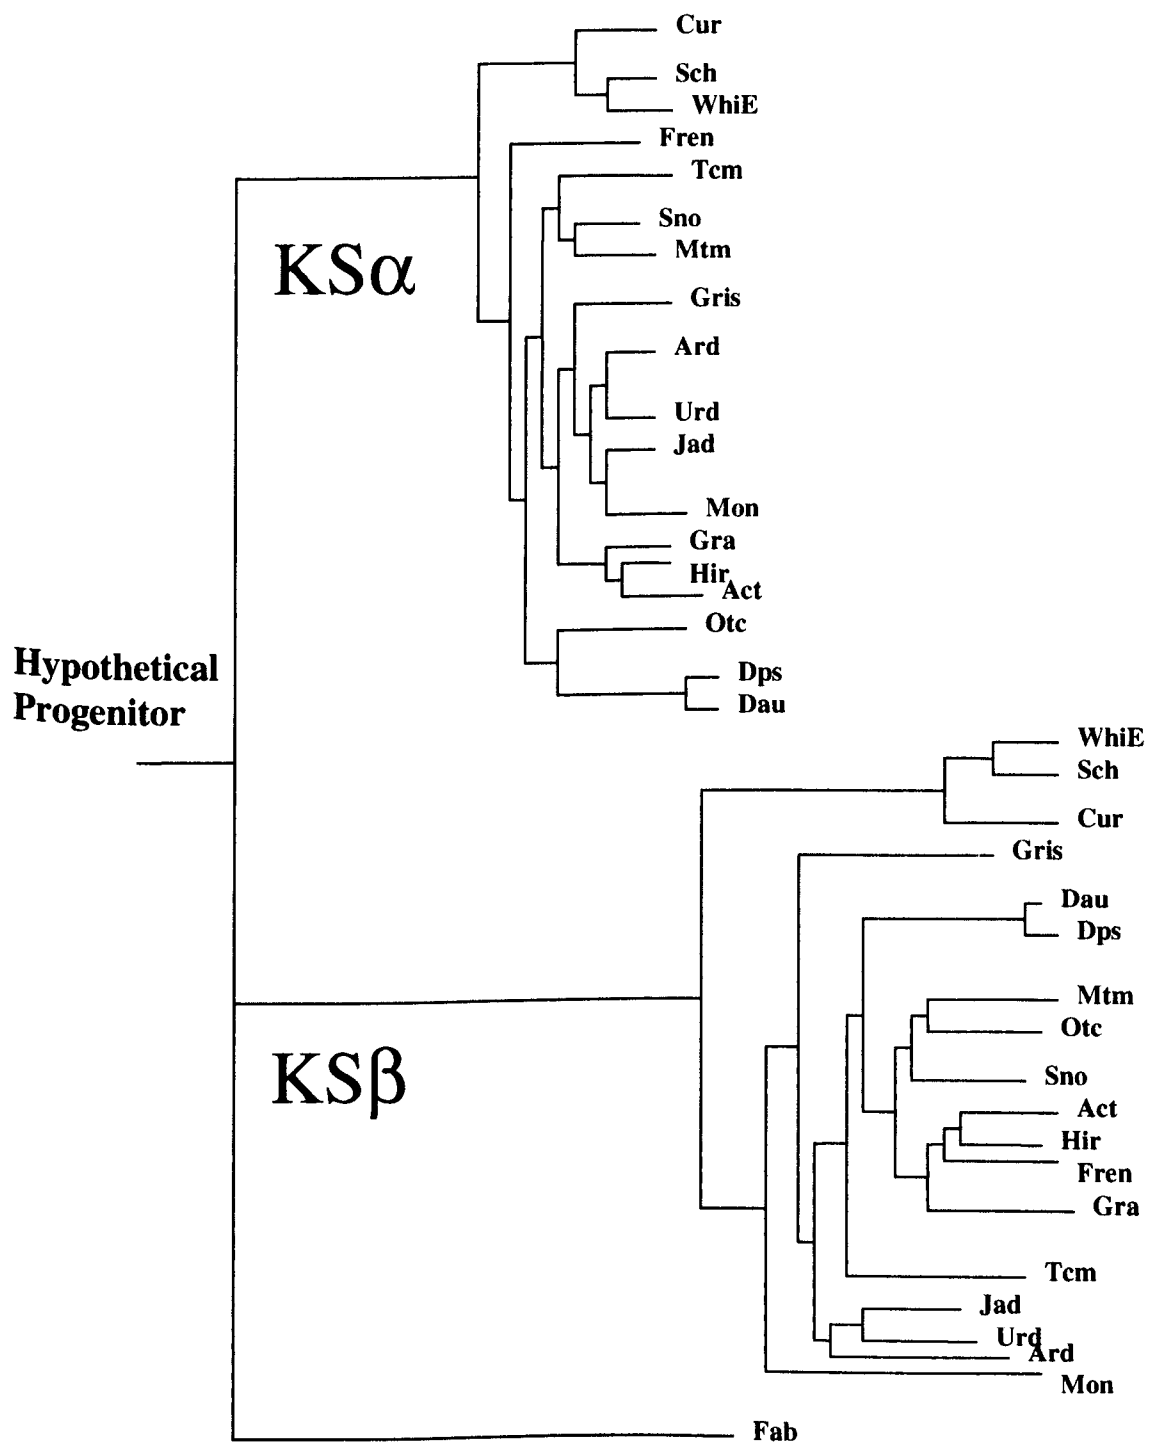 Cur
Sch
WhiE
Fren
Tcm
Sno
Mtm
KSα
Gris
Ard
Urd
Jad
Mon
Gra
Hir
Act
Otc
Hypothetical
Progenitor
Dps
Dau
WhiE
Sch
Cur
Gris
Dau
Dps
Mtm
Otc
Sno
KSβ
Act
Hir
Fren
Gra
Tcm
Jad
Urd
Ard
Mon
Fab